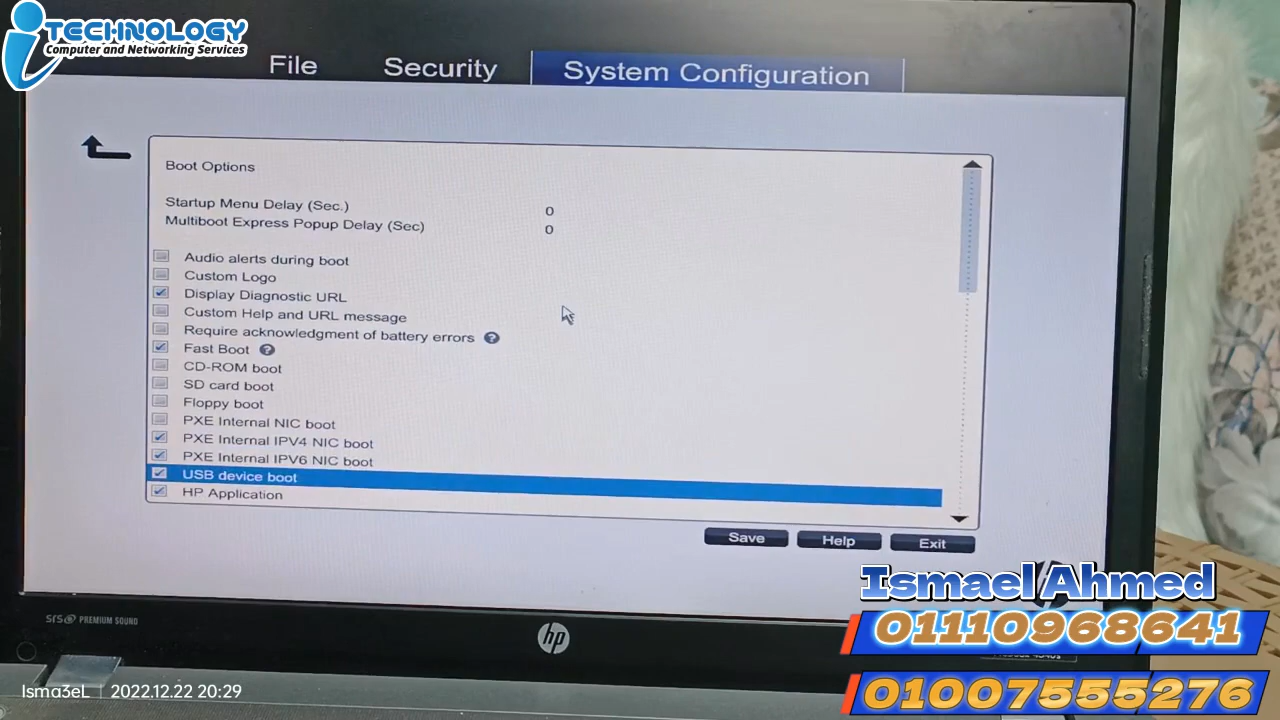 TECHNOLOGY
Computer and Networking Services
File
Security
System Configuration
Boot Options
Startup Menu Delay (Sec.) 0
Multiboot Express Popup Delay (Sec) 0
Audio alerts during boot
Custom Logo
Display Diagnostic URL
Custom Help and URL message
Require acknowledgment of battery errors ?
Fast Boot ?
CD-ROM boot
SD card boot
Floppy boot
PXE Internal NIC boot
PXE Internal IPV4 NIC boot
PXE Internal IPV6 NIC boot
USB device boot
HP Application
Save
Help
Exit
Ismael Ahmed
01110968641
SRS PREMIUM SOUND
hp
Isma3eL | 2022.12.22 20:29
01007555276